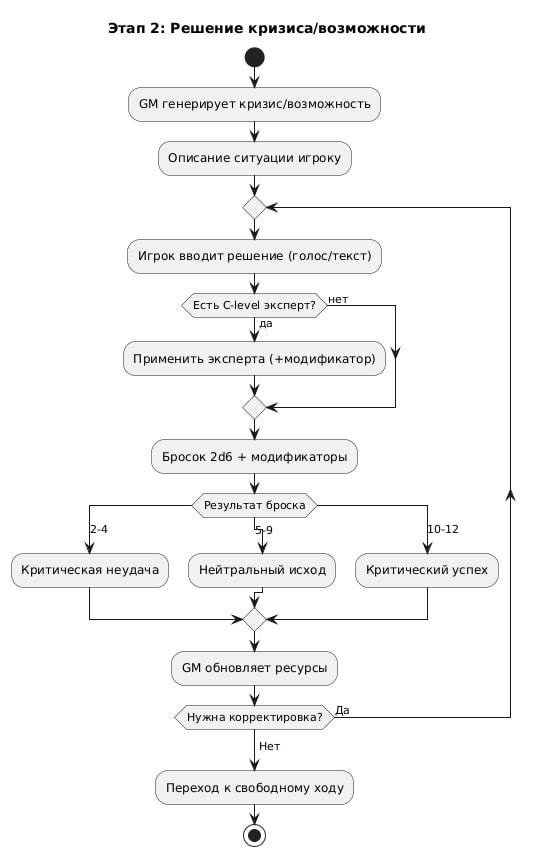 Этап 2: Решение кризиса/возможности
GM генерирует кризис/возможность
Описание ситуации игроку
Игрок вводит решение (голос/текст)
Есть C-level эксперт?
нет
да
Применить эксперта (+модификатор)
Бросок 2d6 + модификаторы
Результат броска
2-4
5-9
10-12
Критическая неудача
Нейтральный исход
Критический успех
GM обновляет ресурсы
Нужна корректировка?
Да
Нет
Переход к свободному ходу